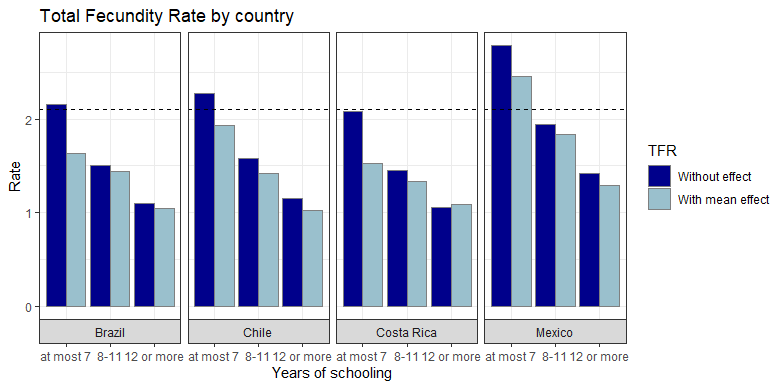 Total Fecundity Rate by country
Rate
2
1
0
Brazil Chile Costa Rica Mexico
at most 7 8-11 12 or more at most 7 8-11 12 or more at most 7 8-11 12 or more at most 7 8-11 12 or more
Years of schooling
TFR
Without effect
With mean effect